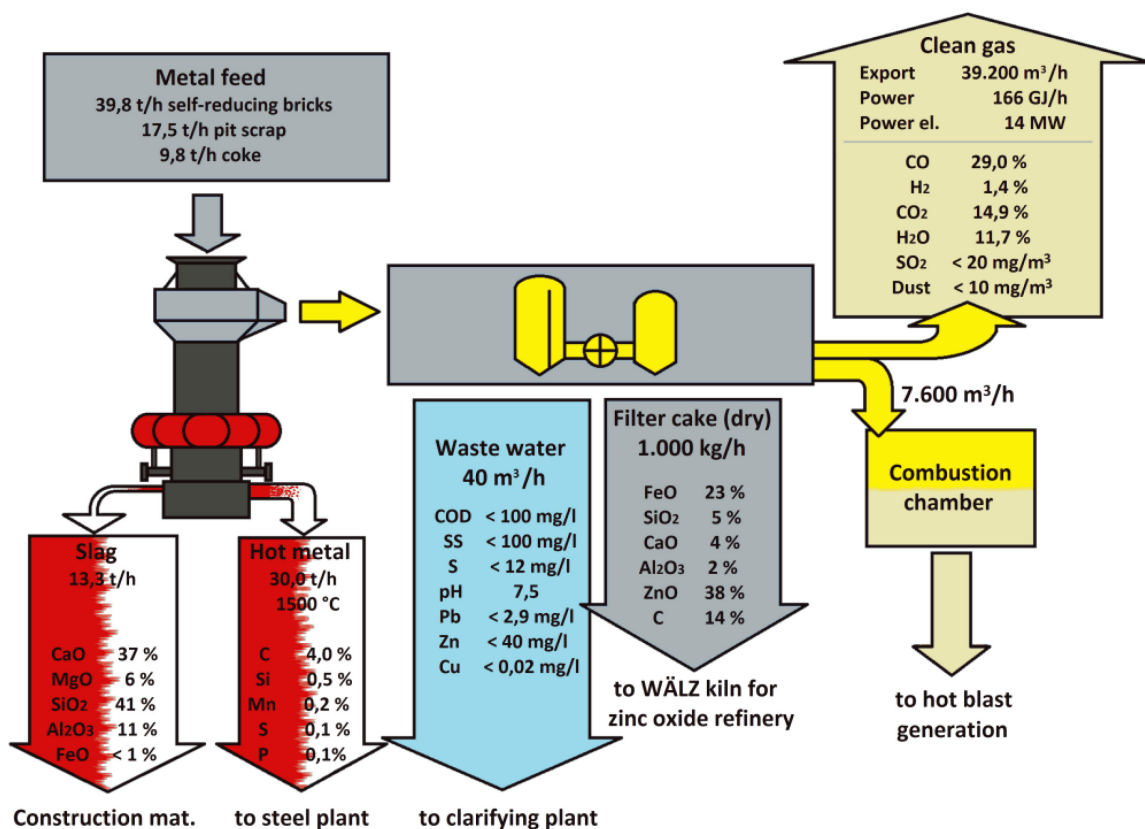 Metal feed
39,8 t/h self-reducing bricks
17,5 t/h pit scrap
9,8 t/h coke
Clean gas
Export 39.200 m³/h
Power 166 GJ/h
Power el. 14 MW
CO 29,0 %
H₂ 1,4 %
CO₂ 14,9 %
H₂O 11,7 %
SO₂ < 20 mg/m³
Dust < 10 mg/m³
7.600 m³/h
Combustion
chamber
to hot blast
generation
Filter cake (dry)
1.000 kg/h
FeO 23 %
SiO₂ 5 %
CaO 4 %
Al₂O₃ 2 %
ZnO 38 %
C 14 %
to WÄLZ kiln for
zinc oxide refinery
Waste water
40 m³/h
COD < 100 mg/l
SS < 100 mg/l
S < 12 mg/l
pH 7,5
Pb < 2,9 mg/l
Zn < 40 mg/l
Cu < 0,02 mg/l
to clarifying plant
Slag
13,3 t/h
CaO 37 %
MgO 6 %
SiO₂ 41 %
Al₂O₃ 11 %
FeO < 1 %
Construction mat.
Hot metal
30,0 t/h
1500 °C
C 4,0 %
Si 0,5 %
Mn 0,2 %
S 0,1 %
P 0,1%
to steel plant